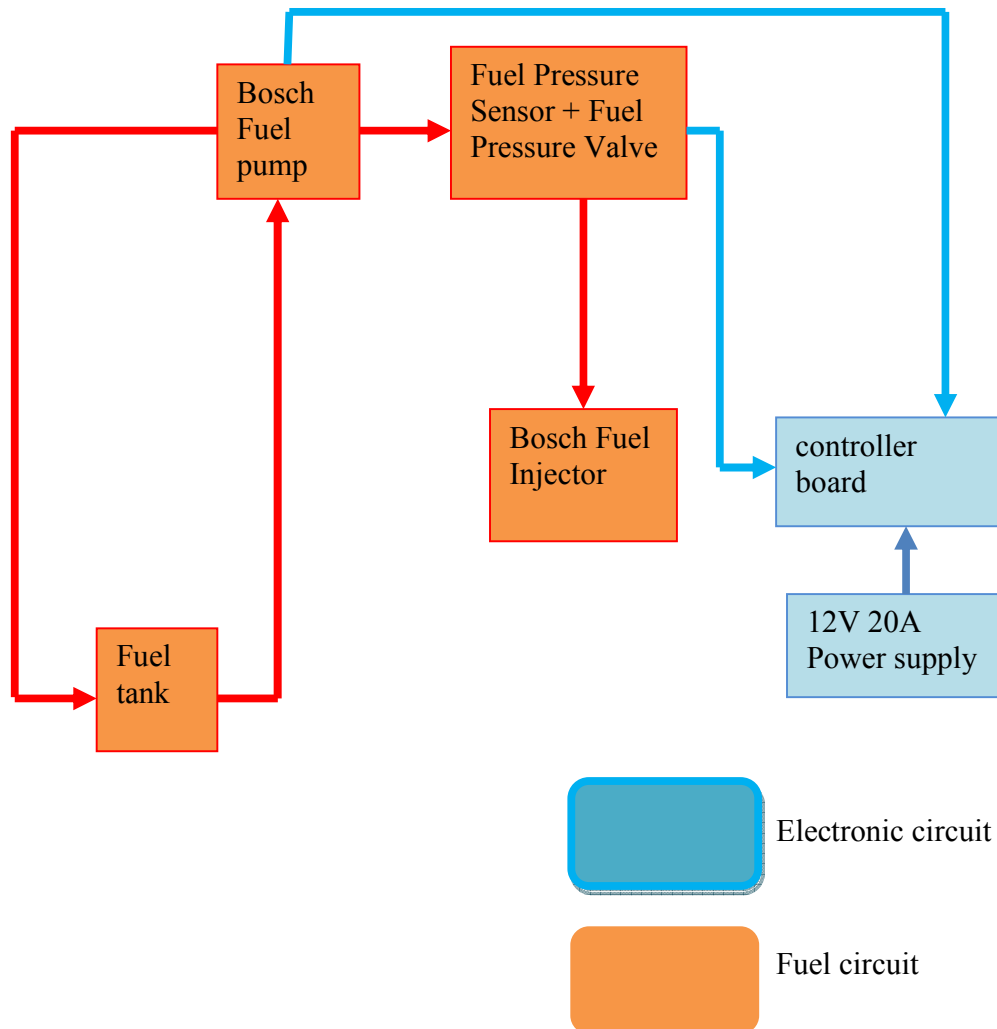 Bosch
Fuel
pump
Fuel Pressure
Sensor + Fuel
Pressure Valve
Bosch Fuel
Injector
controller
board
12V 20A
Power supply
Fuel
tank
Electronic circuit
Fuel circuit